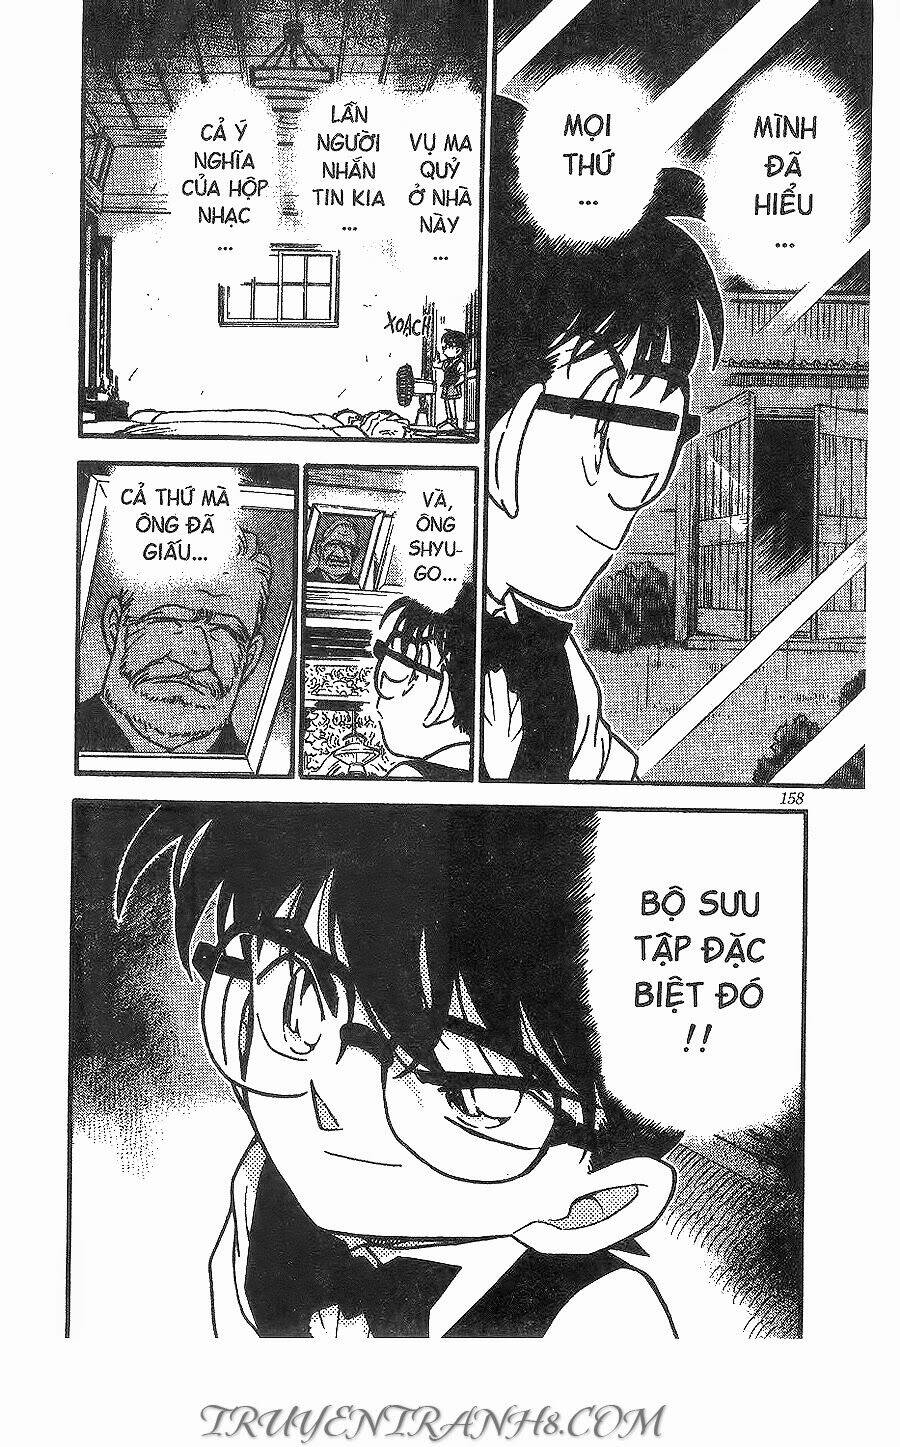 MÌNH
ĐÃ
HIỂU
...
MỌI
THỨ
...
VỤ MA
QUỶ
Ở NHÀ
NÀY
...
LẦN
NGƯỜI
NHẮN
TIN KIA
...
CẢ Ý
NGHĨA
CỦA HỘP
NHẠC
...
XOẠCH
VÀ,
ÔNG
SHYU-
GO...
CẢ THỨ MÀ
ÔNG ĐÃ
GIẤU...
158
BỘ SƯU
TẬP ĐẶC
BIỆT ĐÓ
!!
TRUYENTRANH8.COM